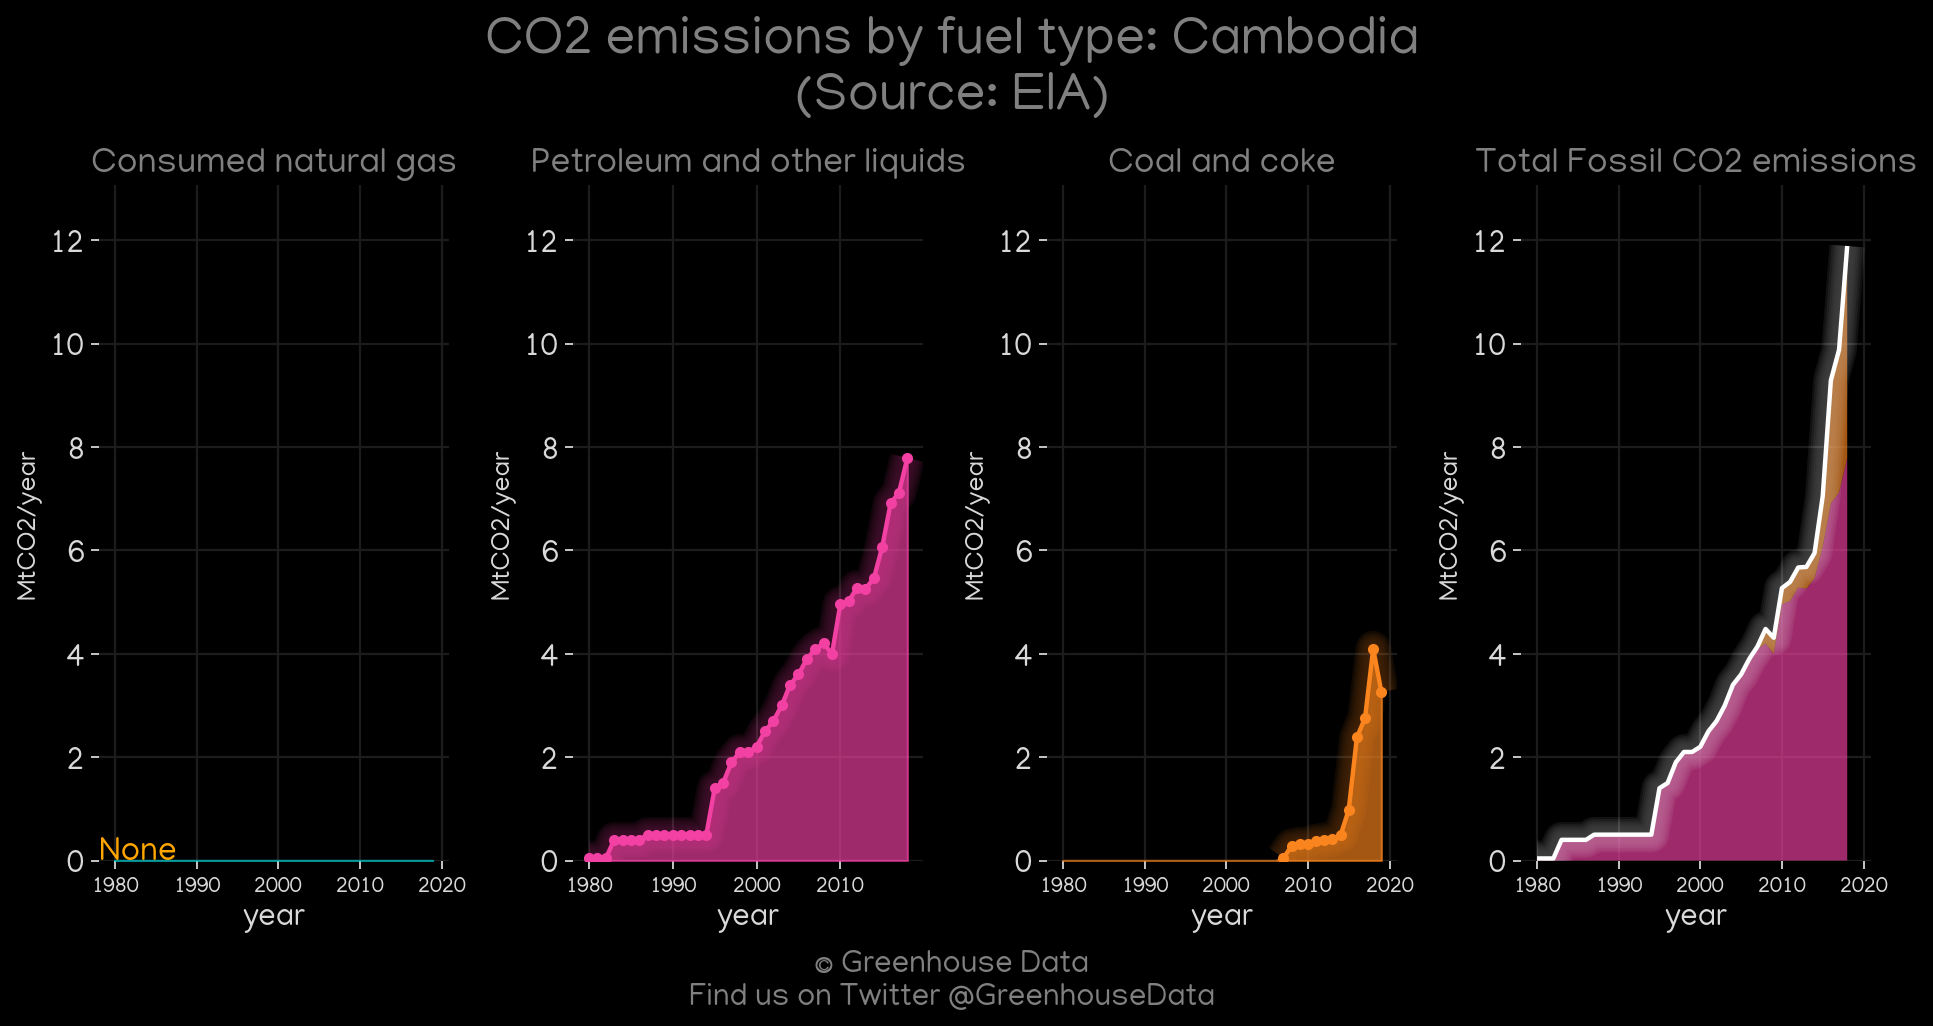 CO2 emissions by fuel type: Cambodia
(Source: EIA)
Consumed natural gas
12
10
8
6
4
2
0
MtCO2/year
None
1980 1990 2000 2010 2020
year
Petroleum and other liquids
12
10
8
6
4
2
0
MtCO2/year
1980 1990 2000 2010
year
Coal and coke
12
10
8
6
4
2
0
MtCO2/year
1980 1990 2000 2010 2020
year
Total Fossil CO2 emissions
12
10
8
6
4
2
0
MtCO2/year
1980 1990 2000 2010 2020
year
© Greenhouse Data
Find us on Twitter @GreenhouseData